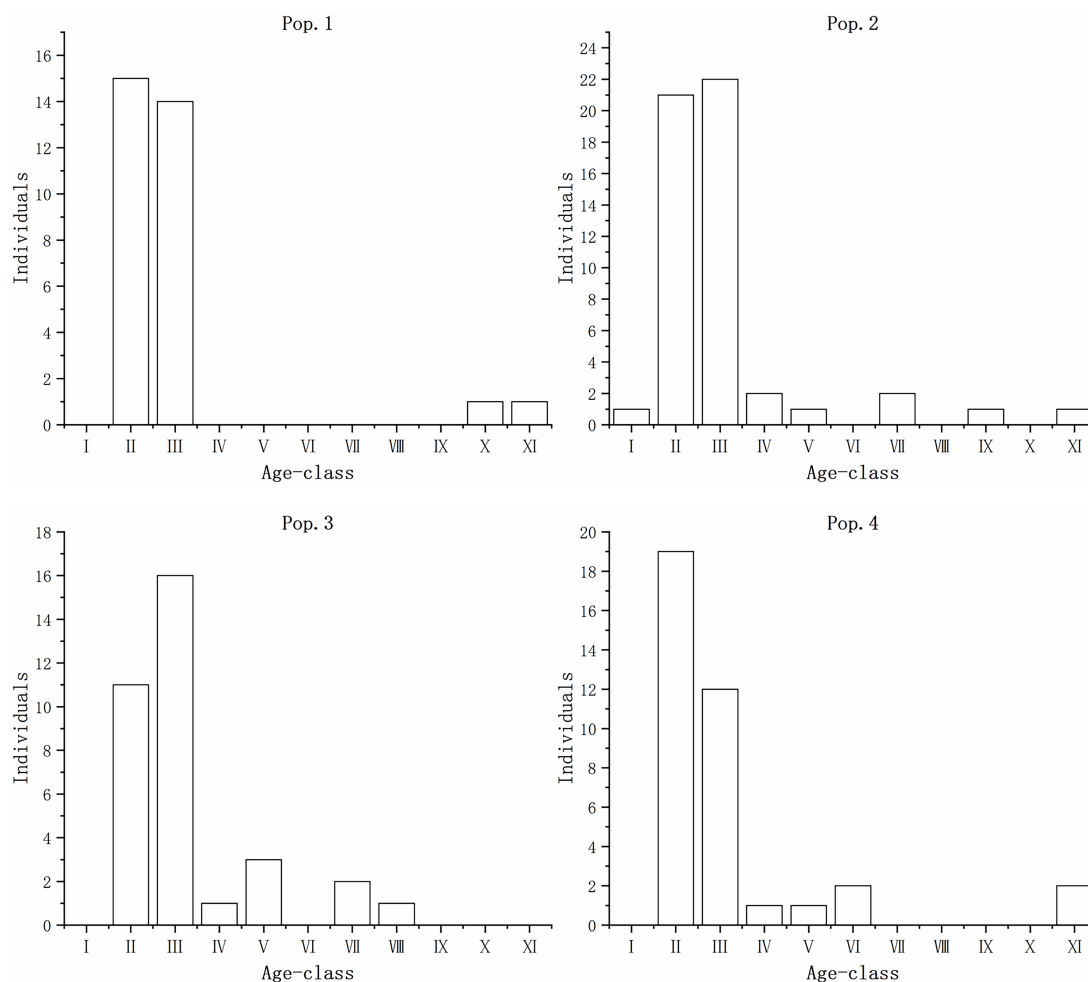 Pop.1
16
14
12
10
8
6
4
2
0
Individuals
I II III IV V VI VII VIII IX X XI
Age-class
Pop.2
24
22
20
18
16
14
12
10
8
6
4
2
0
Individuals
I II III IV V VI VII VIII IX X XI
Age-class
Pop.3
18
16
14
12
10
8
6
4
2
0
Individuals
I II III IV V VI VII VIII IX X XI
Age-class
Pop.4
20
18
16
14
12
10
8
6
4
2
0
Individuals
I II III IV V VI VII VIII IX X XI
Age-class